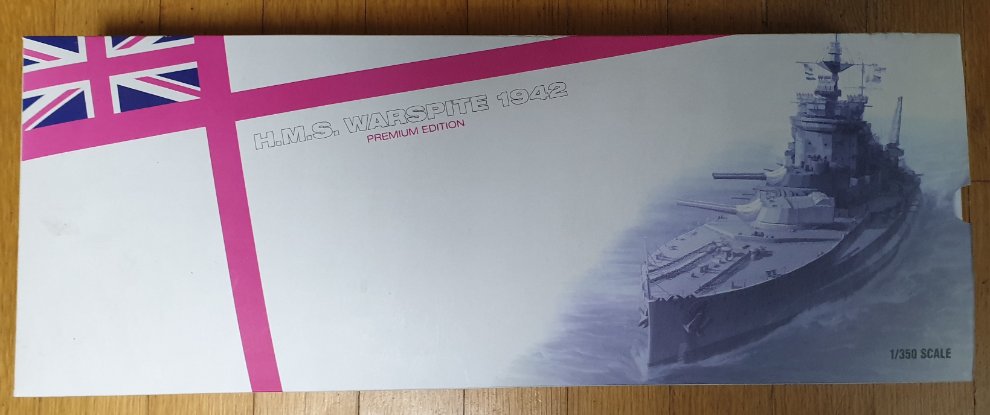 H.M.S. WARSPITE 1942
PREMIUM EDITION
1/350 SCALE